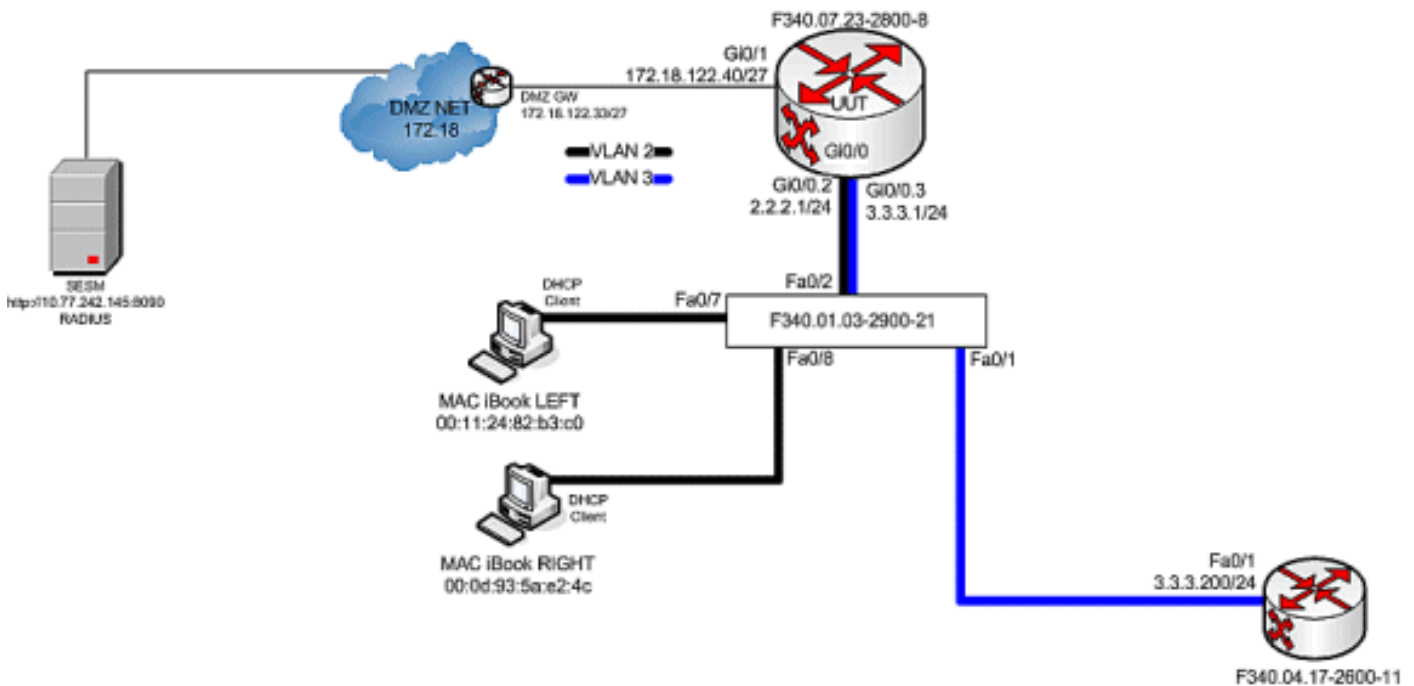 F340.07.23-2800-8
Gi0/1
172.18.122.40/27
DMZ GW
172.18.122.33/27
DMZ NET
172.18
UUT
Gi0/0
VLAN 2
VLAN 3
Gi0/0.2
2.2.2.1/24
Gi0/0.3
3.3.3.1/24
SESM
http://10.77.242.145:8090
RADIUS
DHCP
Client
Fa0/7
Fa0/2
F340.01.03-2900-21
Fa0/8
Fa0/1
MAC iBook LEFT
00:11:24:82:b3:c0
DHCP
Client
MAC iBook RIGHT
00:0d:93:5a:e2:4c
Fa0/1
3.3.3.200/24
F340.04.17-2600-11